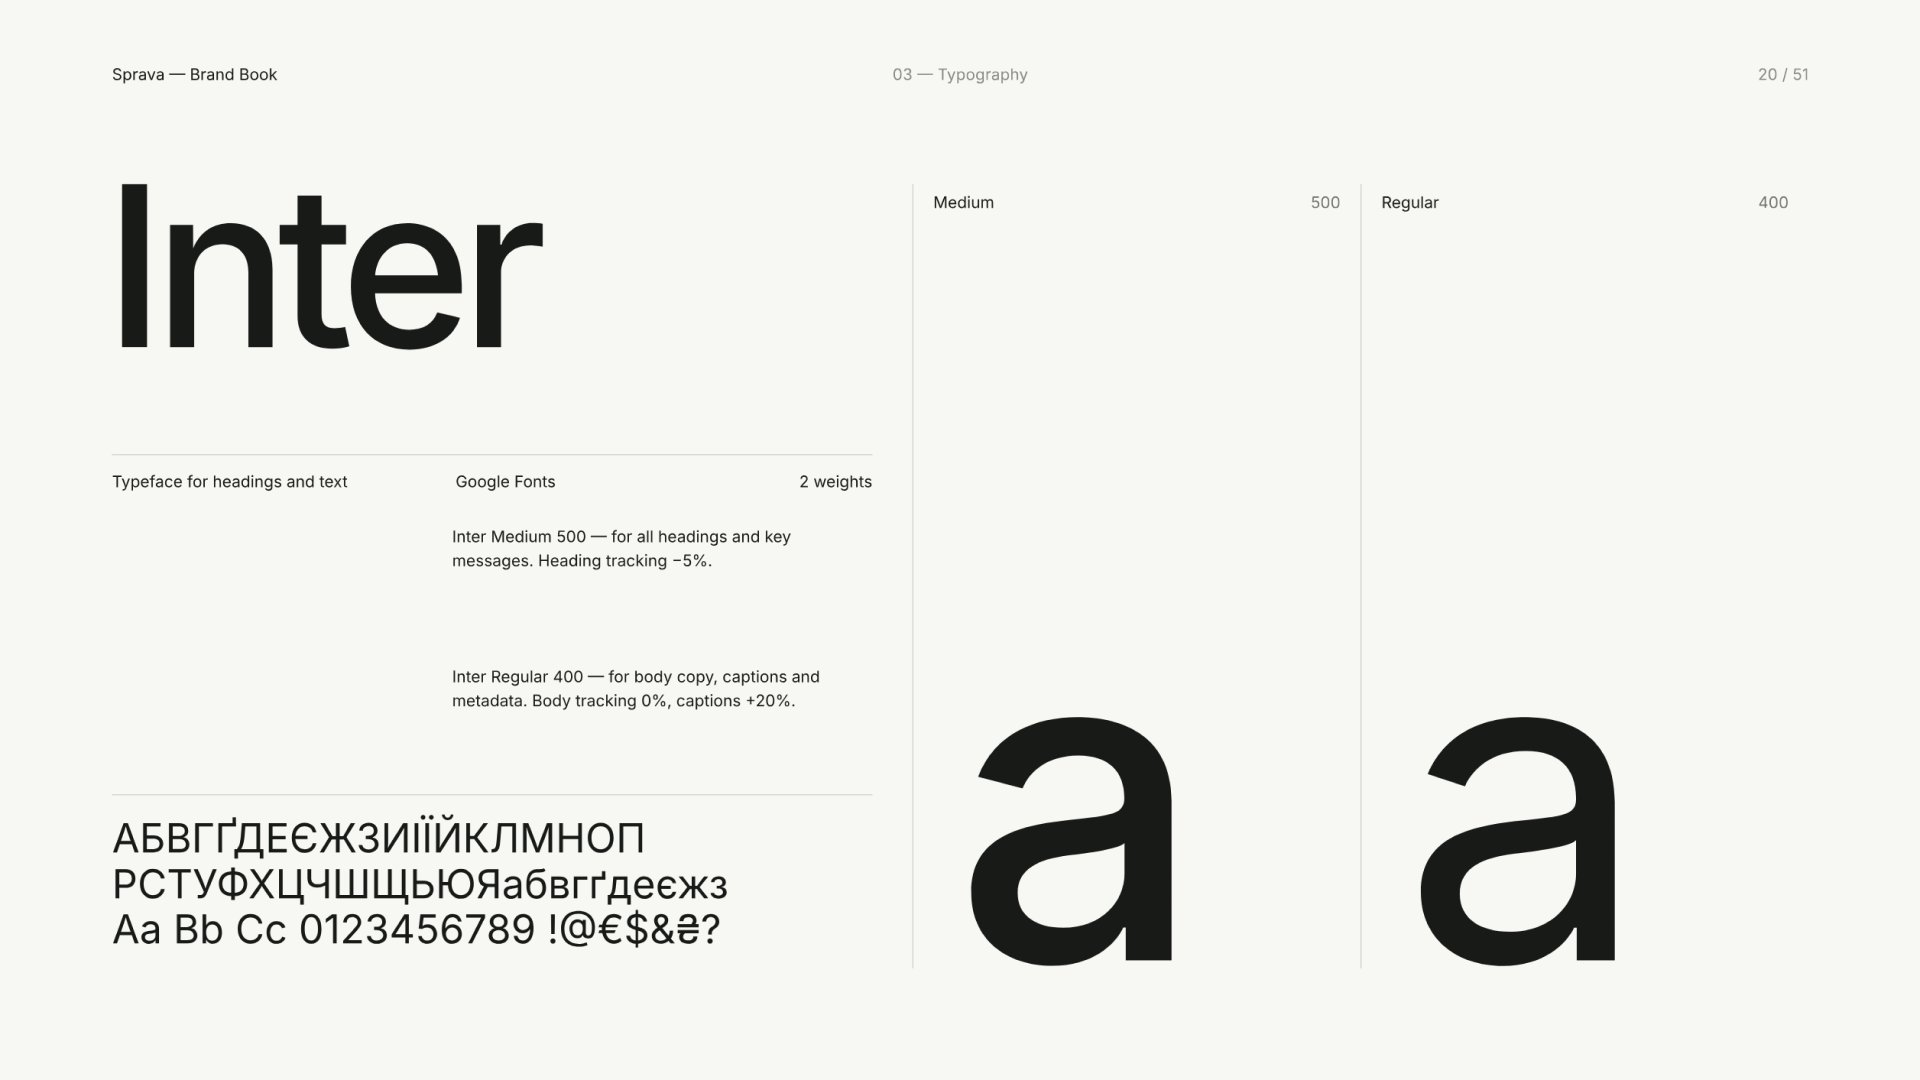 Sprava — Brand Book
03 — Typography
20 / 51
Inter
Typeface for headings and text
Google Fonts
2 weights
Inter Medium 500 — for all headings and key
messages. Heading tracking −5%.
Inter Regular 400 — for body copy, captions and
metadata. Body tracking 0%, captions +20%.
АБВГҐДЕЄЖЗИІЇЙКЛМНОП
РСТУФХЦЧШЩЬЮЯабвгґдеєжз
Aa Bb Cc 0123456789 !@€$&₴?
Medium
500
a
Regular
400
a